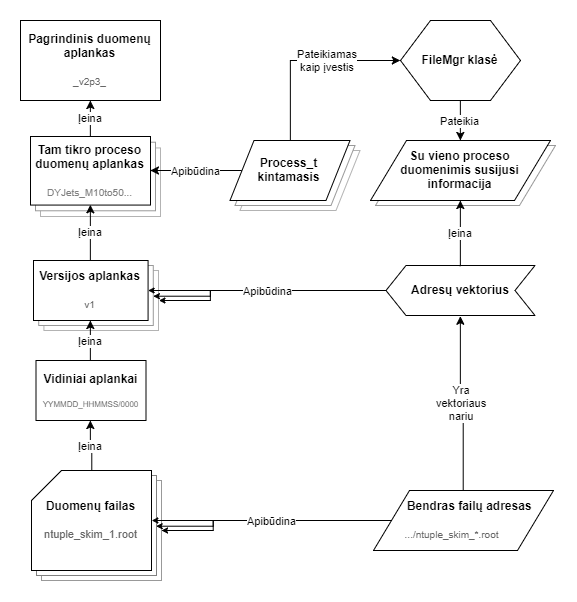 Pagrindinis duomenų
aplankas
_v2p3_
Įeina
Tam tikro proceso
duomenų aplankas
DYJets_M10to50...
Įeina
Versijos aplankas
v1
Įeina
Vidiniai aplankai
YYMMDD_HHMMSS/0000
Įeina
Duomenų failas
ntuple_skim_1.root
Pateikiamas
kaip įvestis
FileMgr klasė
Pateikia
Apibūdina
Process_t
kintamasis
Su vieno proceso
duomenimis susijusi
informacija
Įeina
Apibūdina
Adresų vektorius
Yra
vektoriaus
nariu
Apibūdina
Bendras failų adresas
.../ntuple_skim_*.root